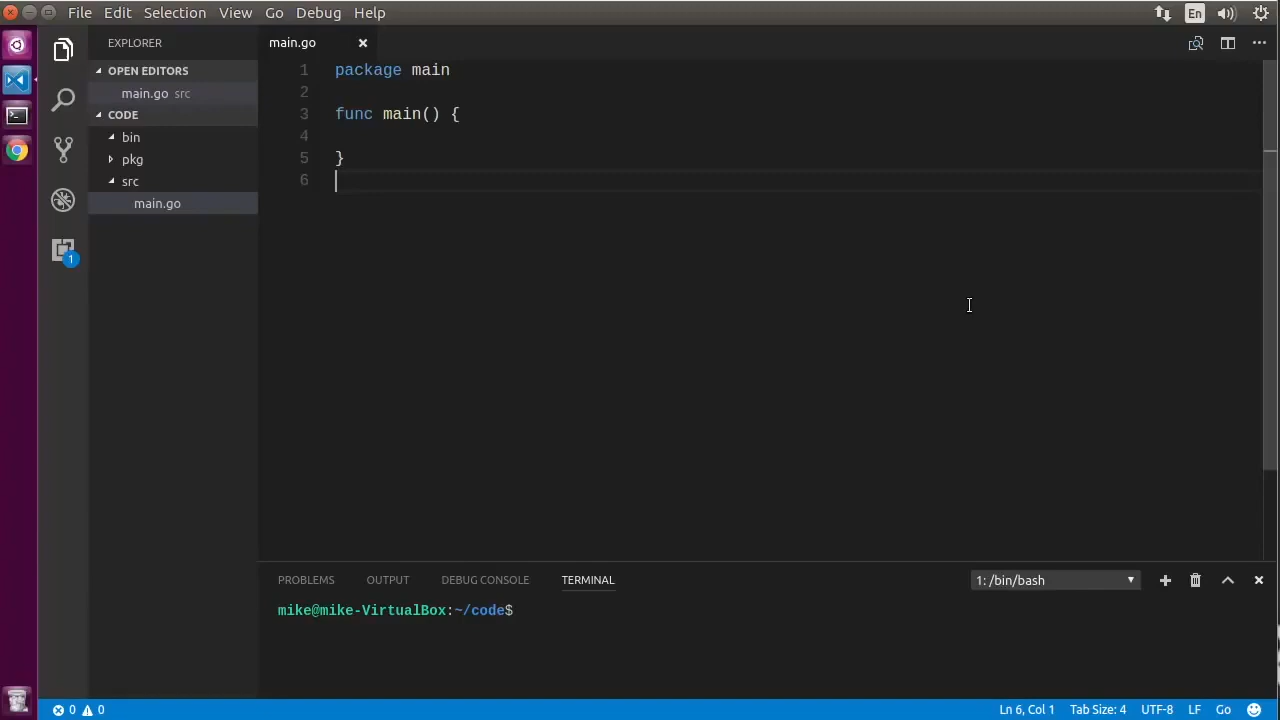 File Edit Selection View Go Debug Help
En
EXPLORER
main.go
OPEN EDITORS
main.go src
CODE
bin
pkg
src
main.go
1
1 package main
2
3 func main() {
4
5 }
6
PROBLEMS OUTPUT DEBUG CONSOLE TERMINAL
1: /bin/bash
mike@mike-VirtualBox:~/code$
0 0
Ln 6, Col 1 Tab Size: 4 UTF-8 LF Go